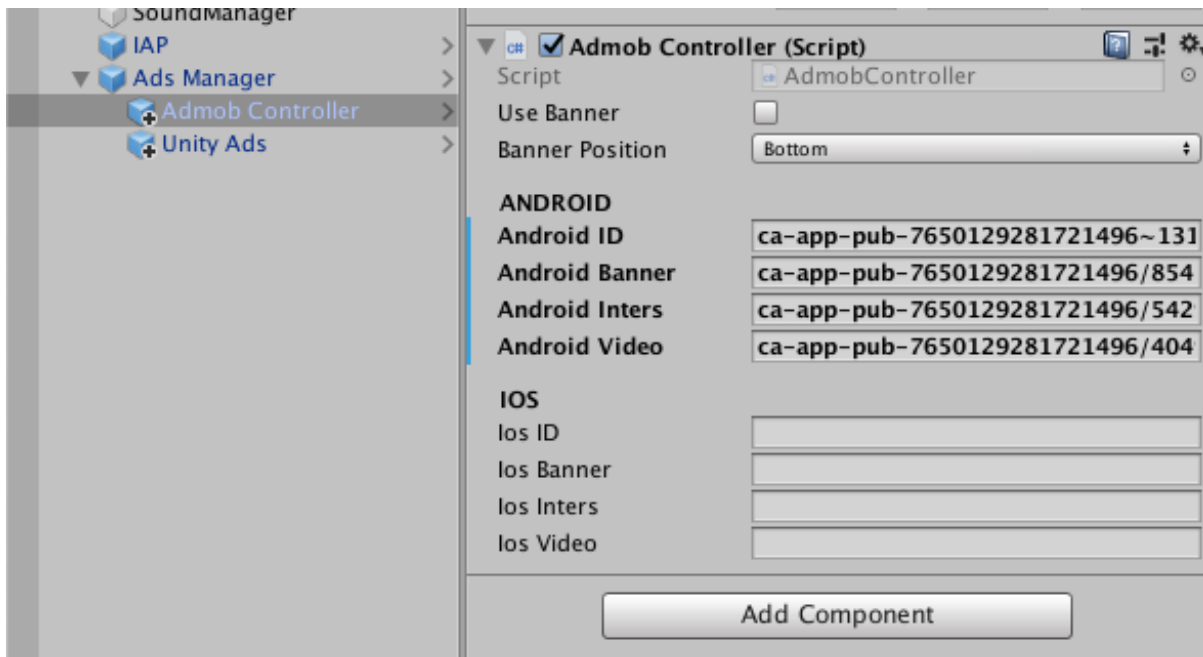 SoundManager
IAP
Ads Manager
Admob Controller
Unity Ads
Admob Controller (Script)
Script AdmobController
Use Banner
Banner Position Bottom
ANDROID
Android ID ca-app-pub-7650129281721496~131
Android Banner ca-app-pub-7650129281721496/854
Android Inters ca-app-pub-7650129281721496/542
Android Video ca-app-pub-7650129281721496/404
IOS
Ios ID
Ios Banner
Ios Inters
Ios Video
Add Component